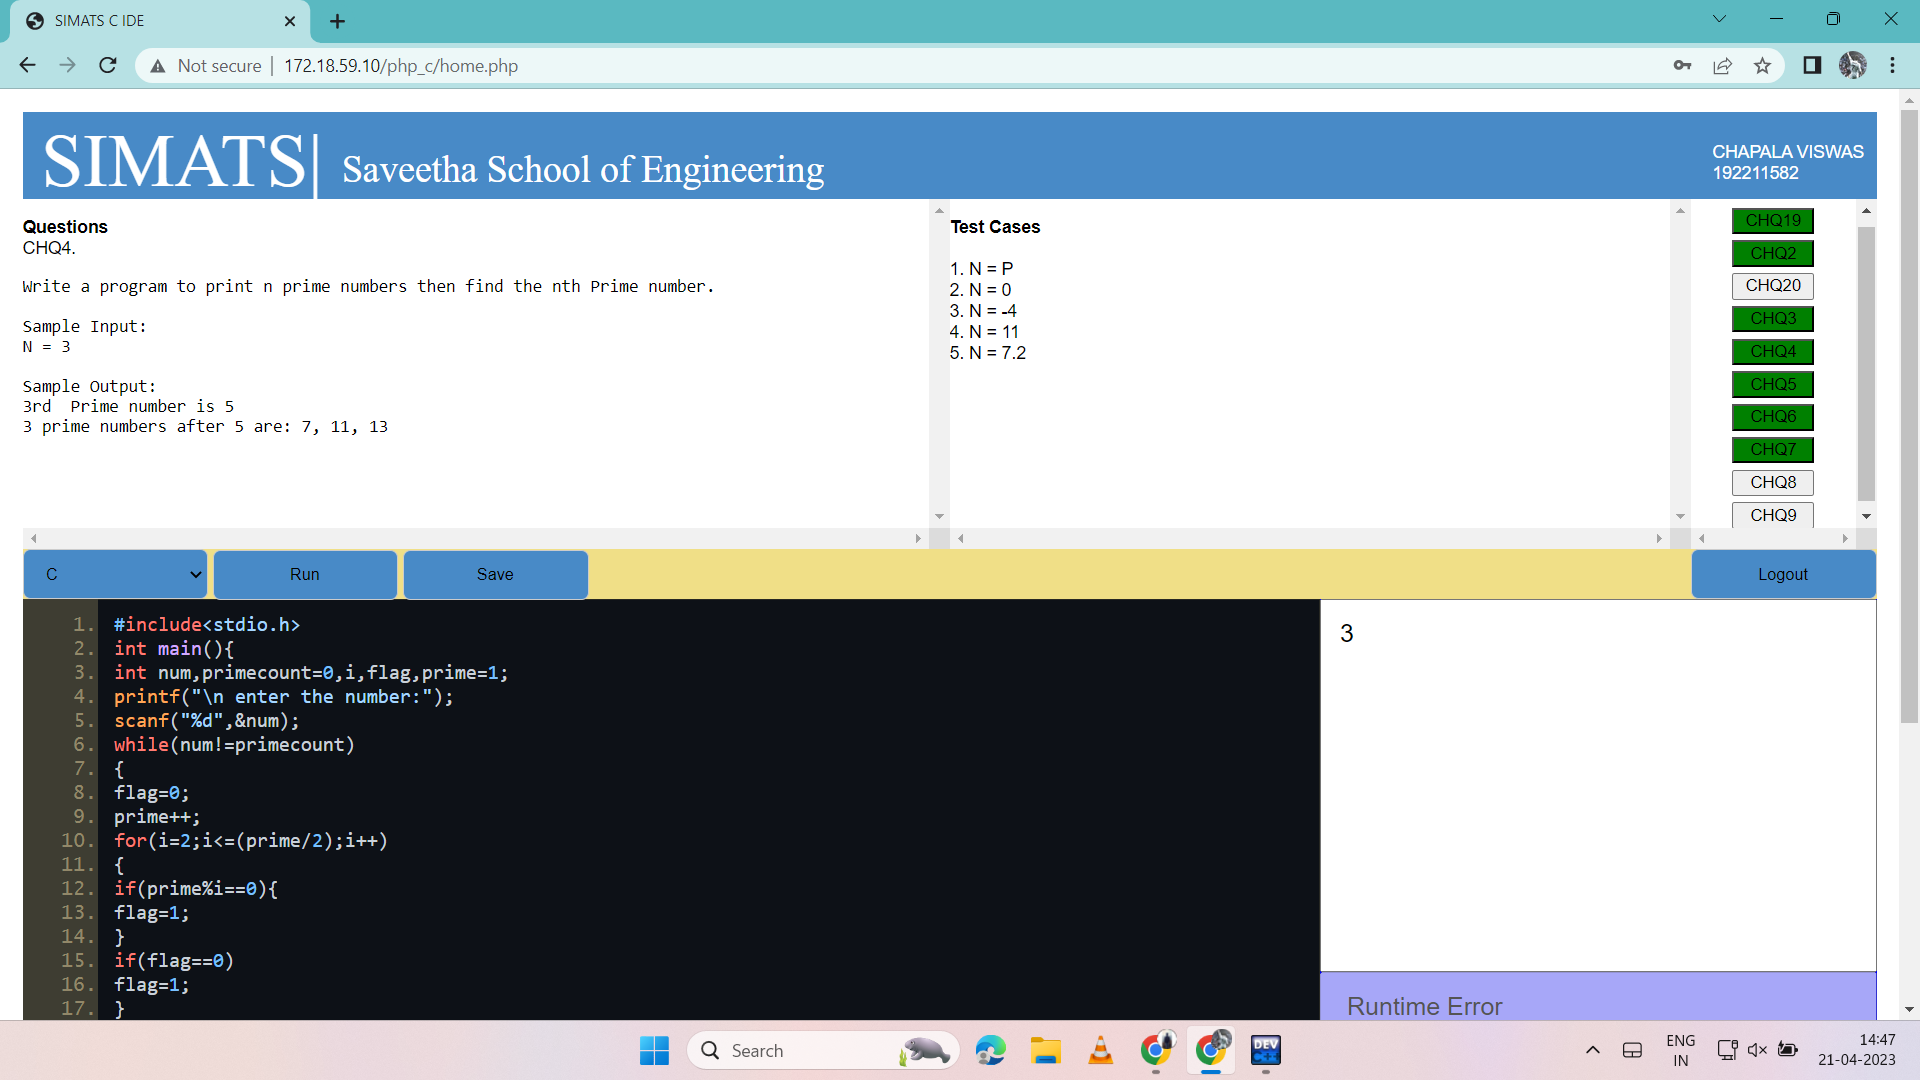 SIMATS C IDE
Not secure | 172.18.59.10/php_c/home.php
SIMATS|
Saveetha School of Engineering
CHAPALA VISWAS
192211582
Questions
CHQ4.
Write a program to print n prime numbers then find the nth Prime number.
Sample Input:
N = 3
Sample Output:
3rd  Prime number is 5
3 prime numbers after 5 are: 7, 11, 13
Test Cases
1. N = P
2. N = 0
3. N = -4
4. N = 11
5. N = 7.2
CHQ19
CHQ2
CHQ20
CHQ3
CHQ4
CHQ5
CHQ6
CHQ7
CHQ8
CHQ9
C
Run
Save
Logout
1. #include<stdio.h>
2. int main(){
3. int num,primecount=0,i,flag,prime=1;
4. printf("\n enter the number:");
5. scanf("%d",&num);
6. while(num!=primecount)
7. {
8. flag=0;
9. prime++;
10. for(i=2;i<=(prime/2);i++)
11. {
12. if(prime%i==0){
13. flag=1;
14. }
15. if(flag==0)
16. flag=1;
17. }
3
Runtime Error
Search
DEV
C++
ENG
IN
14:47
21-04-2023